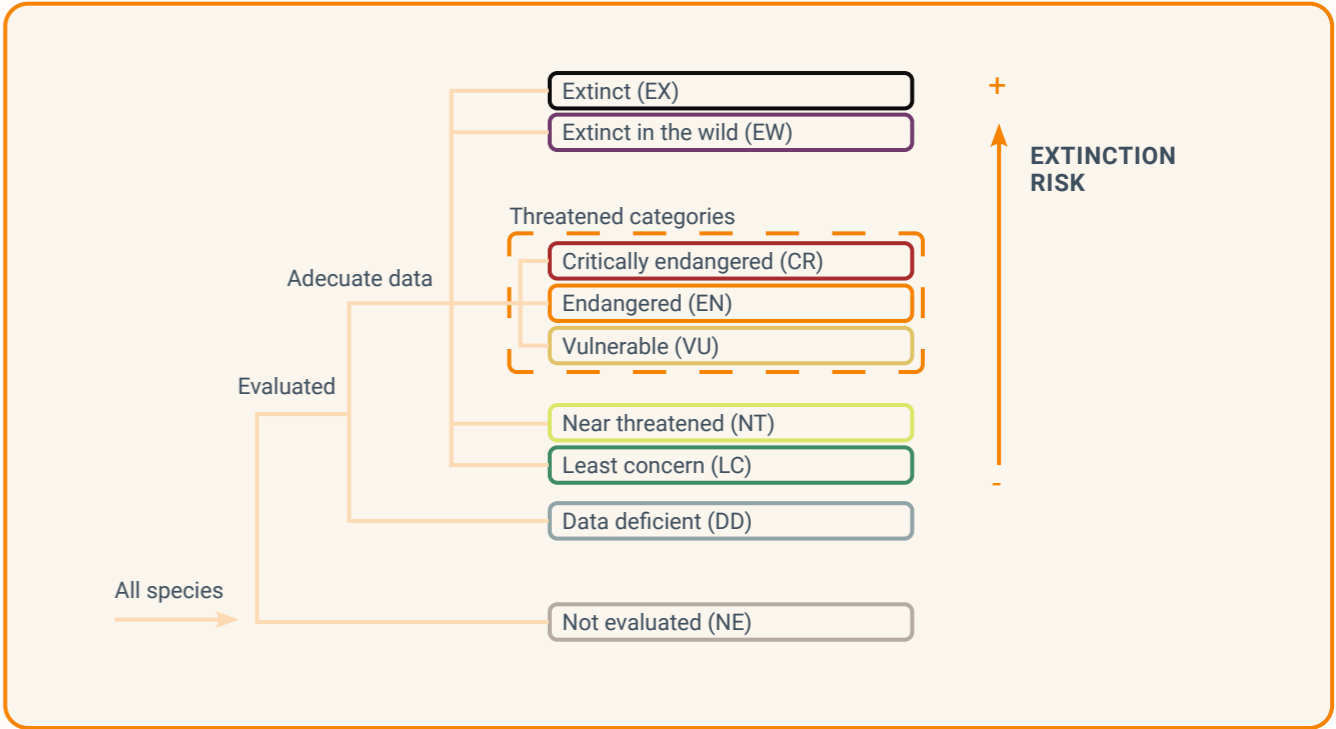 Extinct (EX)
+
Extinct in the wild (EW)
EXTINCTION
RISK
Threatened categories
Critically endangered (CR)
Adecuate data
Endangered (EN)
Vulnerable (VU)
Evaluated
Near threatened (NT)
Least concern (LC)
-
Data deficient (DD)
All species
Not evaluated (NE)